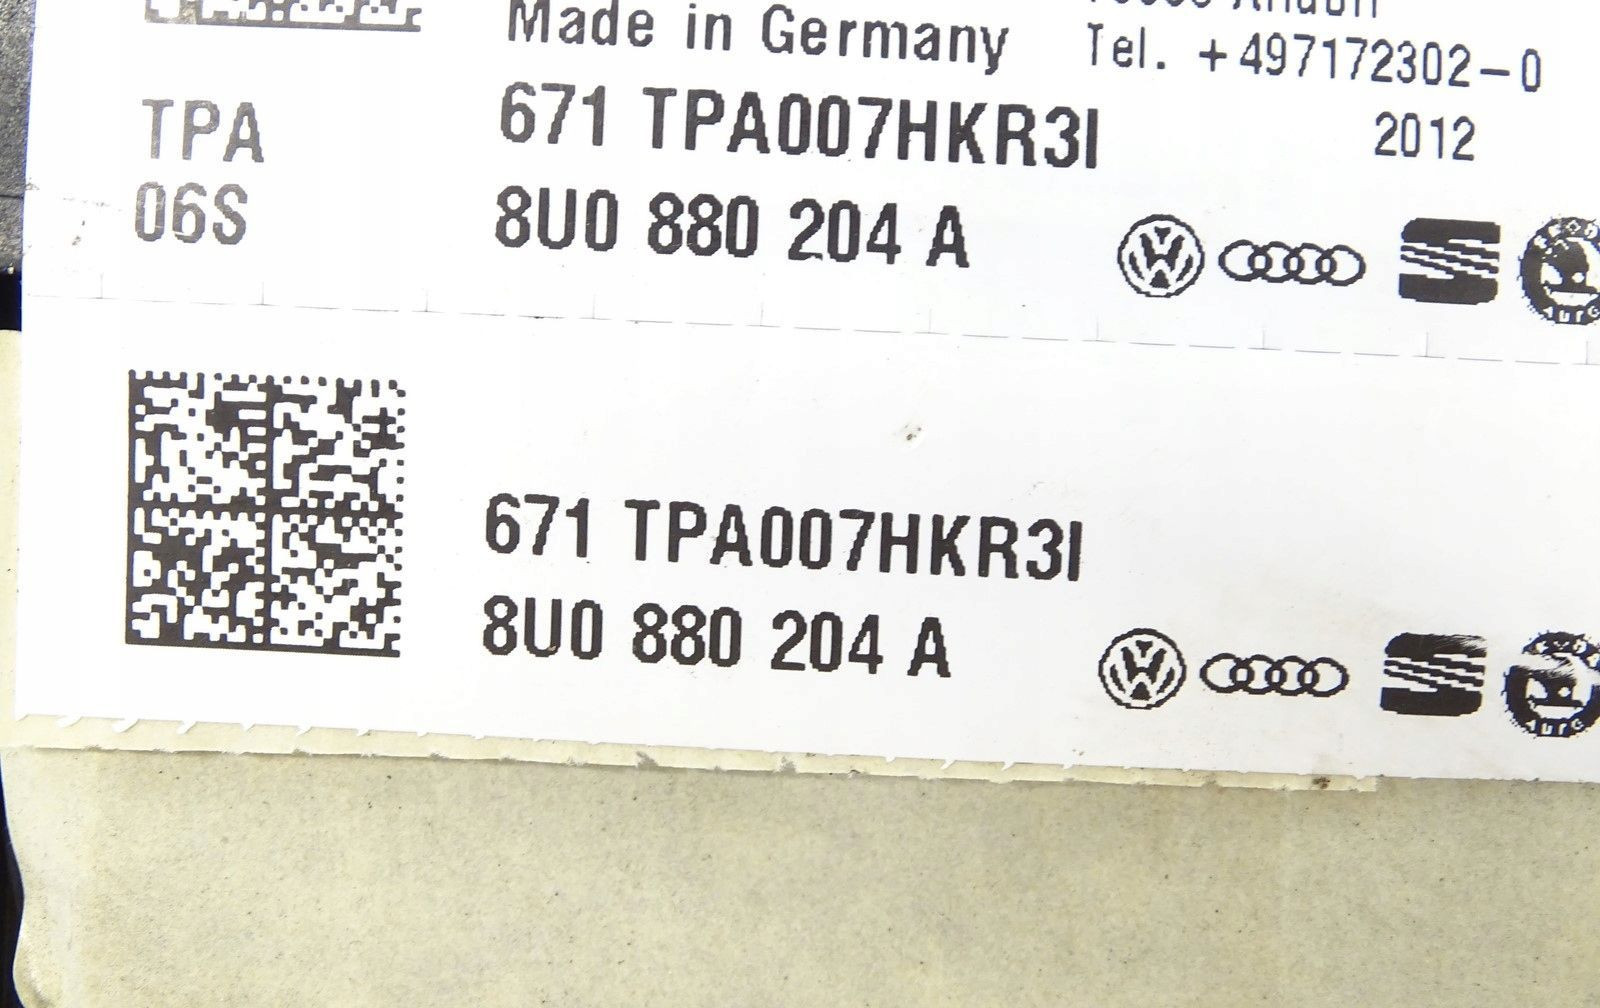 Made in Germany
Tel. +497172302-0
TPA
671 TPA007HKR3I
2012
06S
8U0 880 204 A
671 TPA007HKR3I
8U0 880 204 A